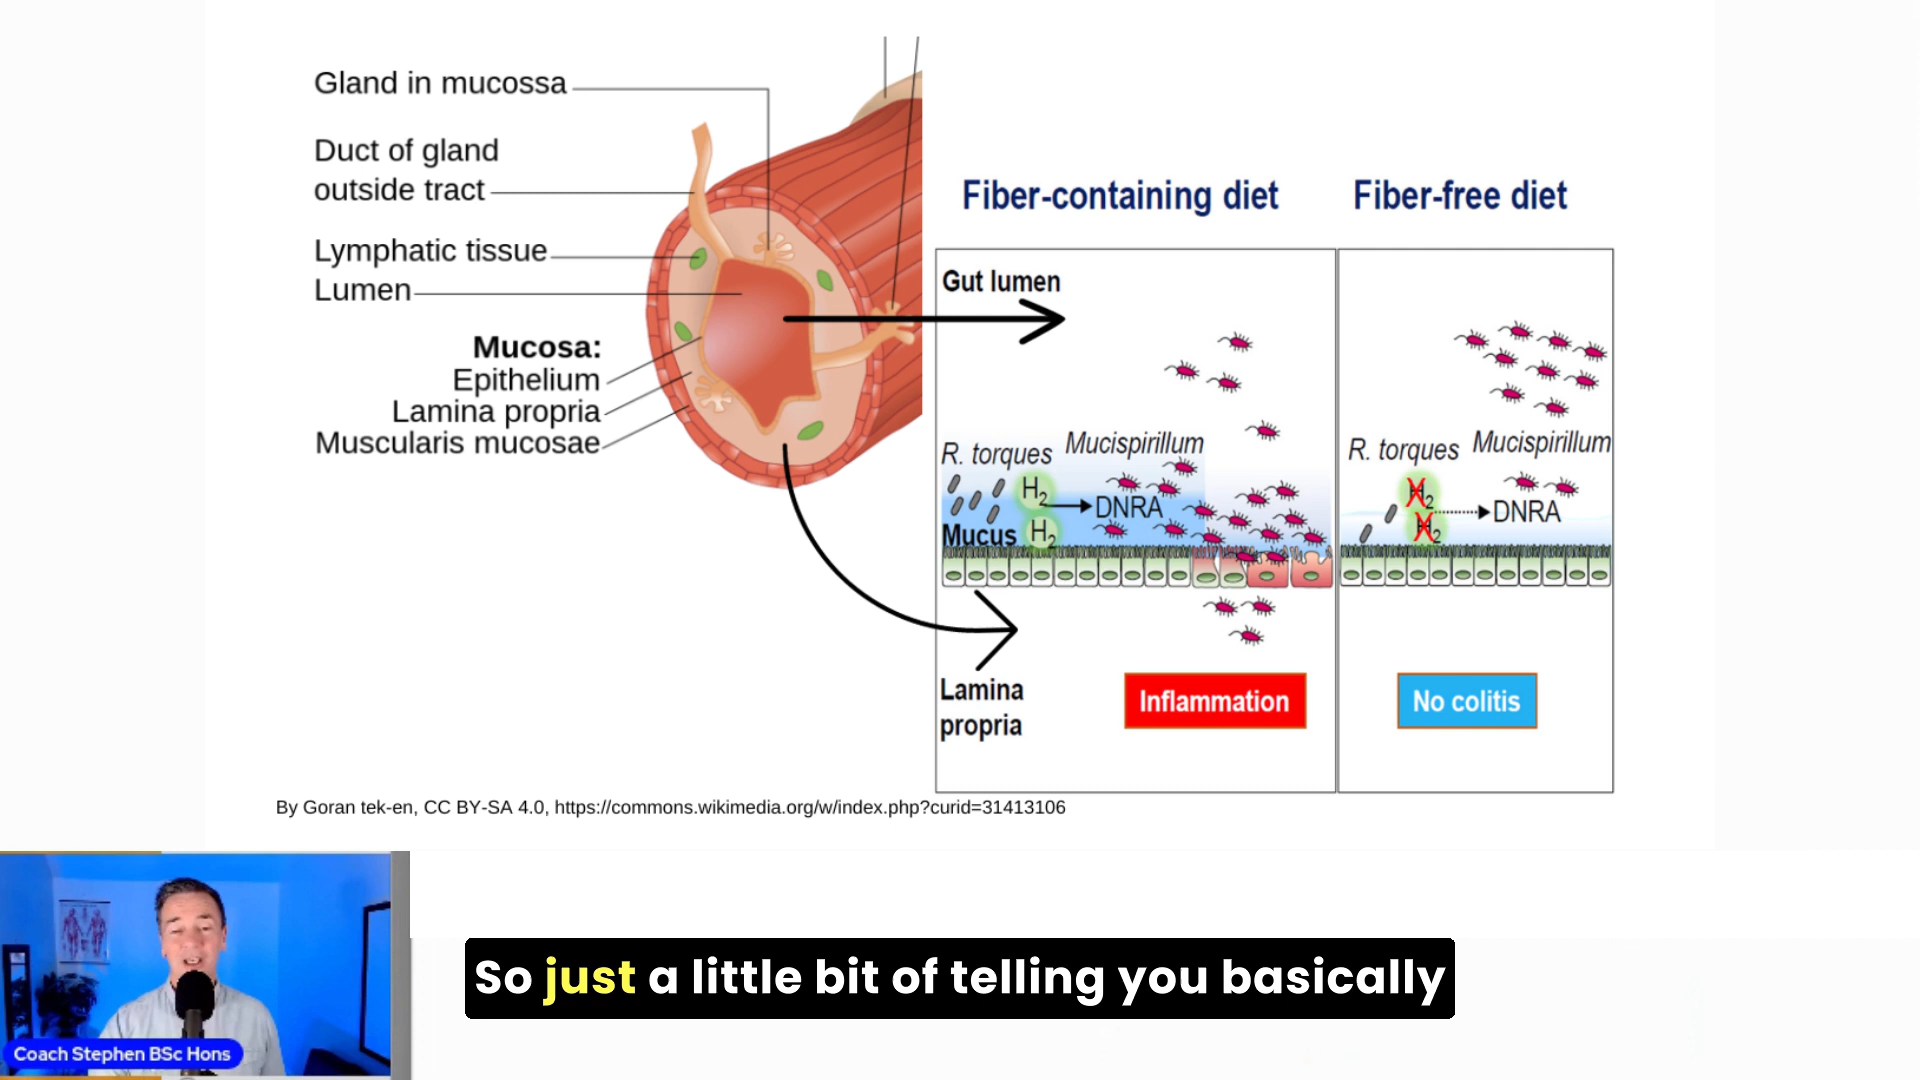 Gland in mucossa
Duct of gland
outside tract
Lymphatic tissue
Lumen
Mucosa:
Epithelium
Lamina propria
Muscularis mucosae
Fiber-containing diet
Fiber-free diet
Gut lumen
R. torques
Mucispirillum
H2
DNRA
Mucus
H2
Lamina
propria
Inflammation
R. torques
Mucispirillum
H2
DNRA
H2
No colitis
By Goran tek-en, CC BY-SA 4.0, https://commons.wikimedia.org/w/index.php?curid=31413106
So just a little bit of telling you basically
Coach Stephen BSc Hons